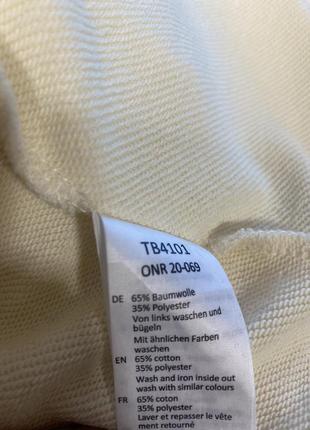 TB4101
ONR 20-069
DE 65% Baumwolle
35% Polyester
Von links waschen und
bügeln
Mit ähnlichen Farben
waschen
EN 65% cotton
35% polyester
Wash and iron inside out
wash with similar colours
FR 65% coton
35% polyester
Laver et repasser le vête
ment retourné